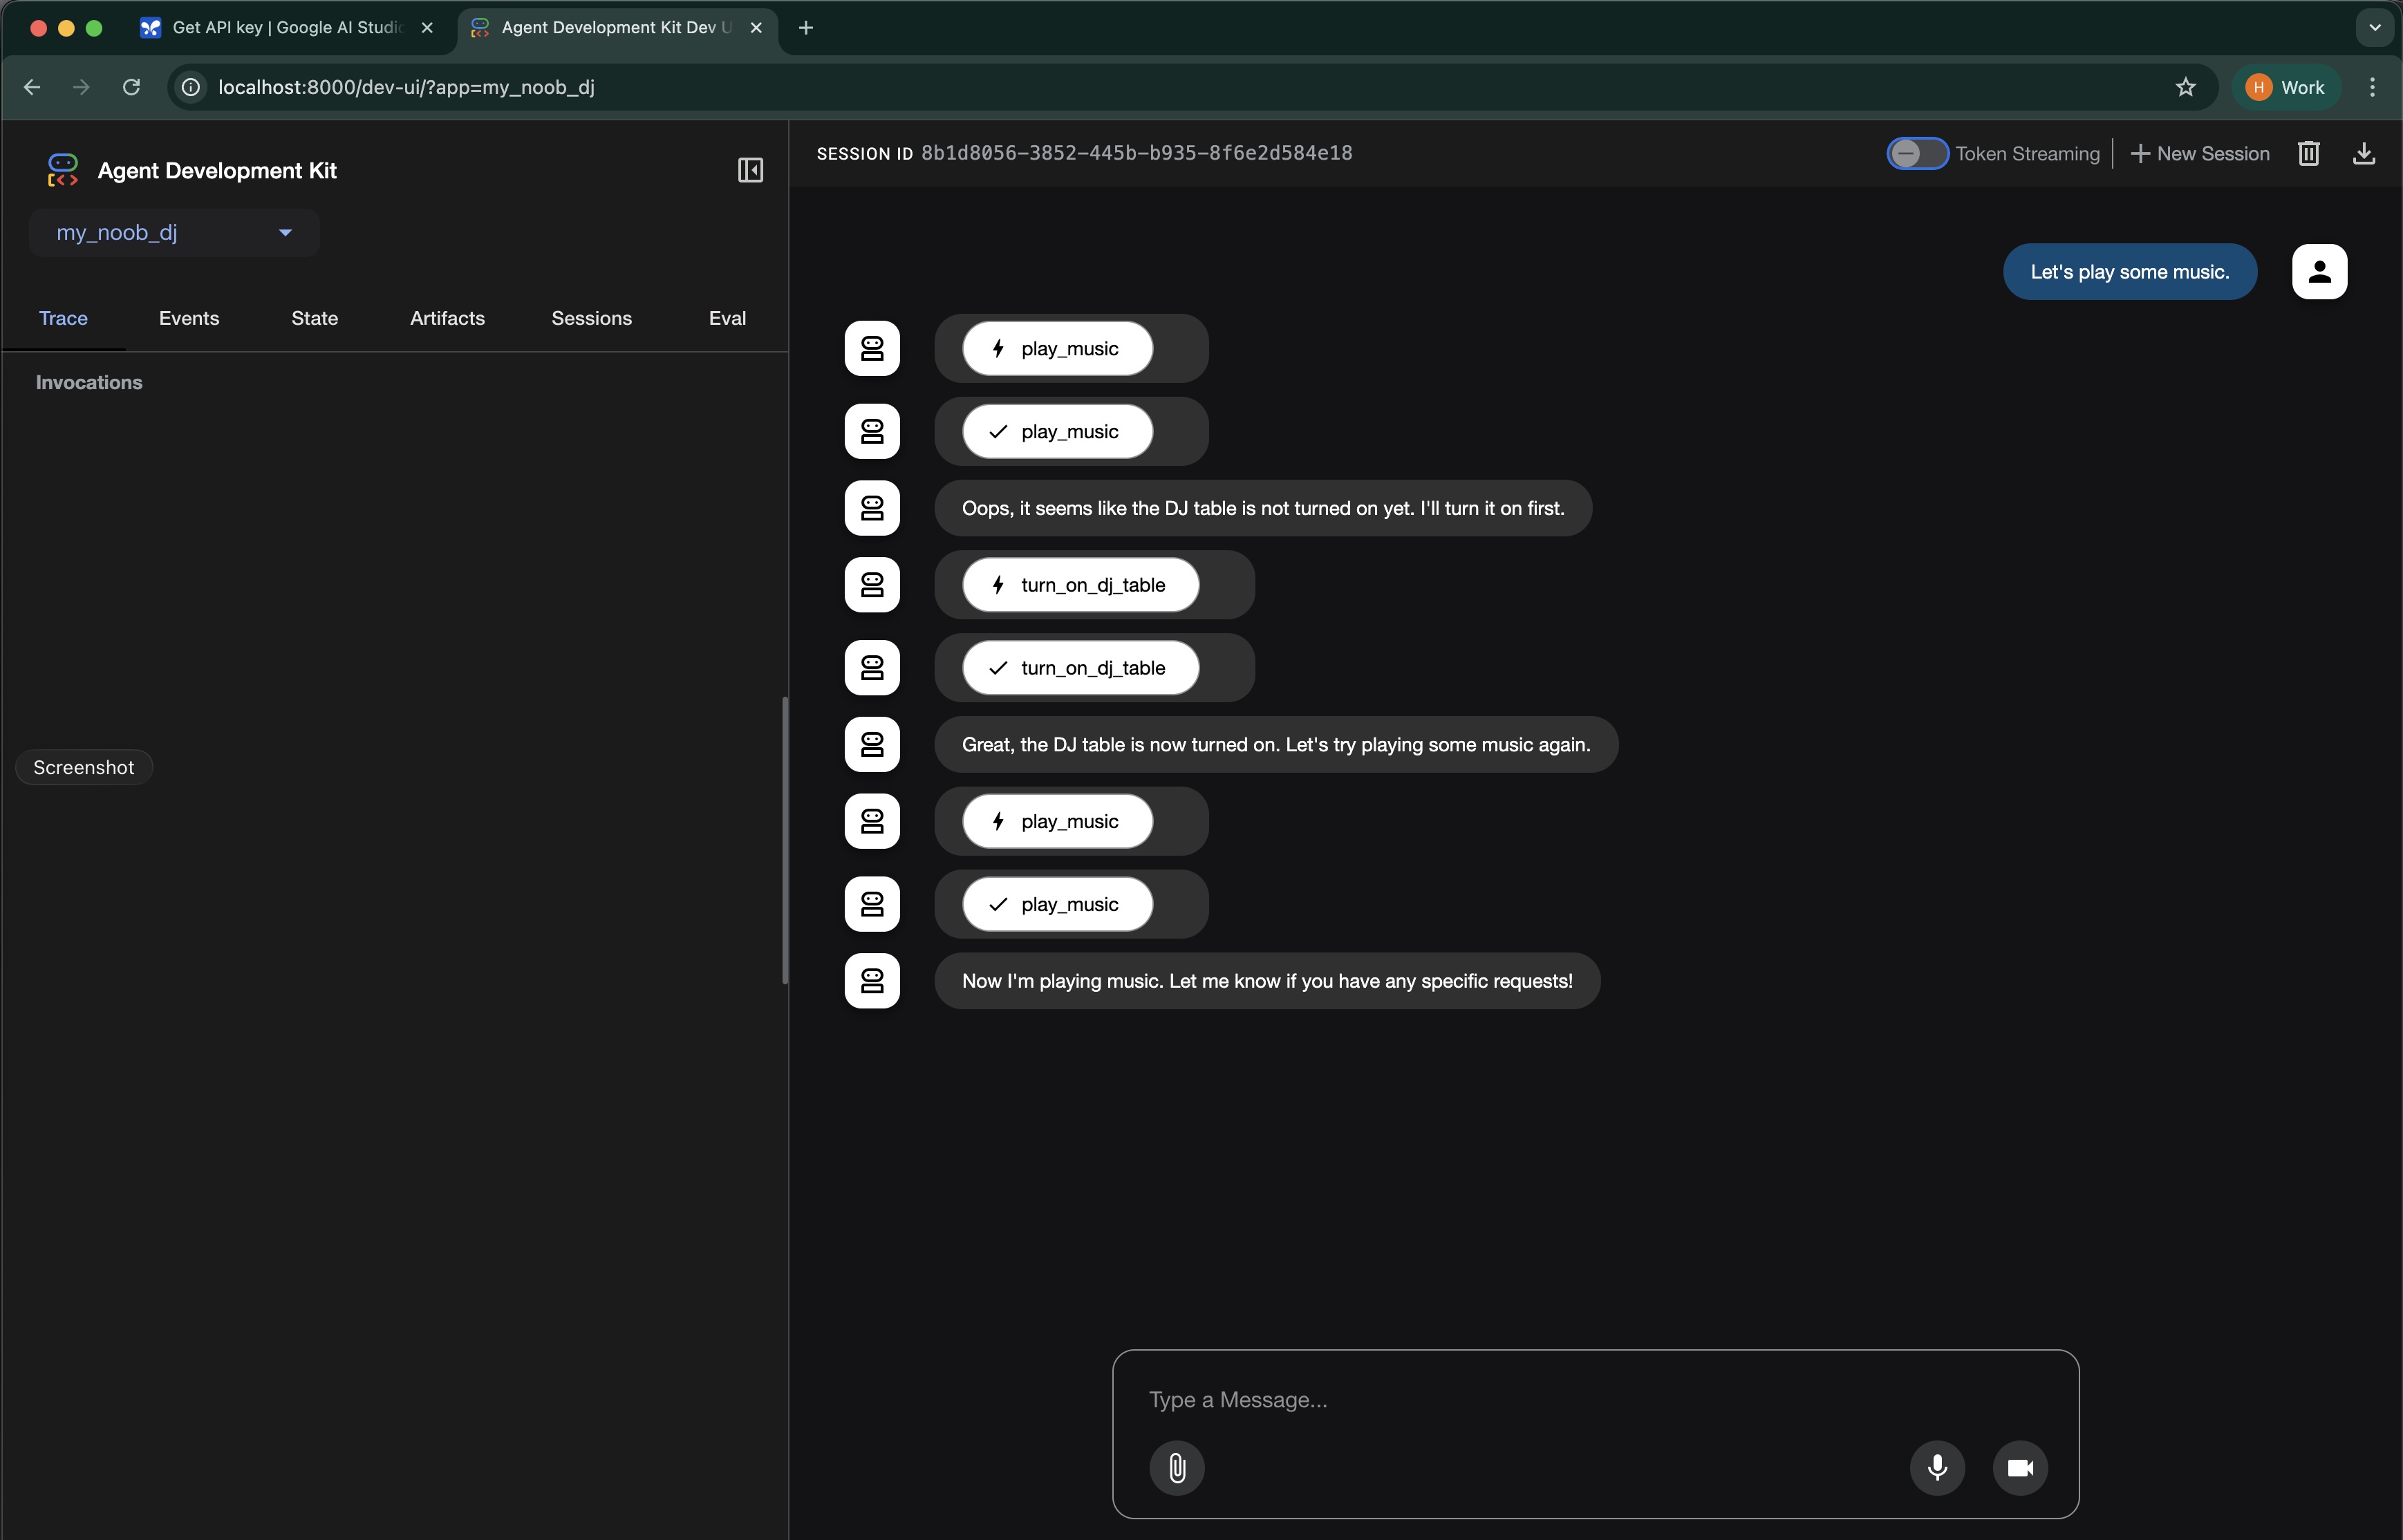 Get API key | Google AI Studio
Agent Development Kit Dev U
localhost:8000/dev-ui/?app=my_noob_dj
H
Work
Agent Development Kit
my_noob_dj
Trace
Events
State
Artifacts
Sessions
Eval
Invocations
Screenshot
SESSION ID 8b1d8056-3852-445b-b935-8f6e2d584e18
Token Streaming
New Session
Let's play some music.
play_music
play_music
Oops, it seems like the DJ table is not turned on yet. I'll turn it on first.
turn_on_dj_table
turn_on_dj_table
Great, the DJ table is now turned on. Let's try playing some music again.
play_music
play_music
Now I'm playing music. Let me know if you have any specific requests!
Type a Message...